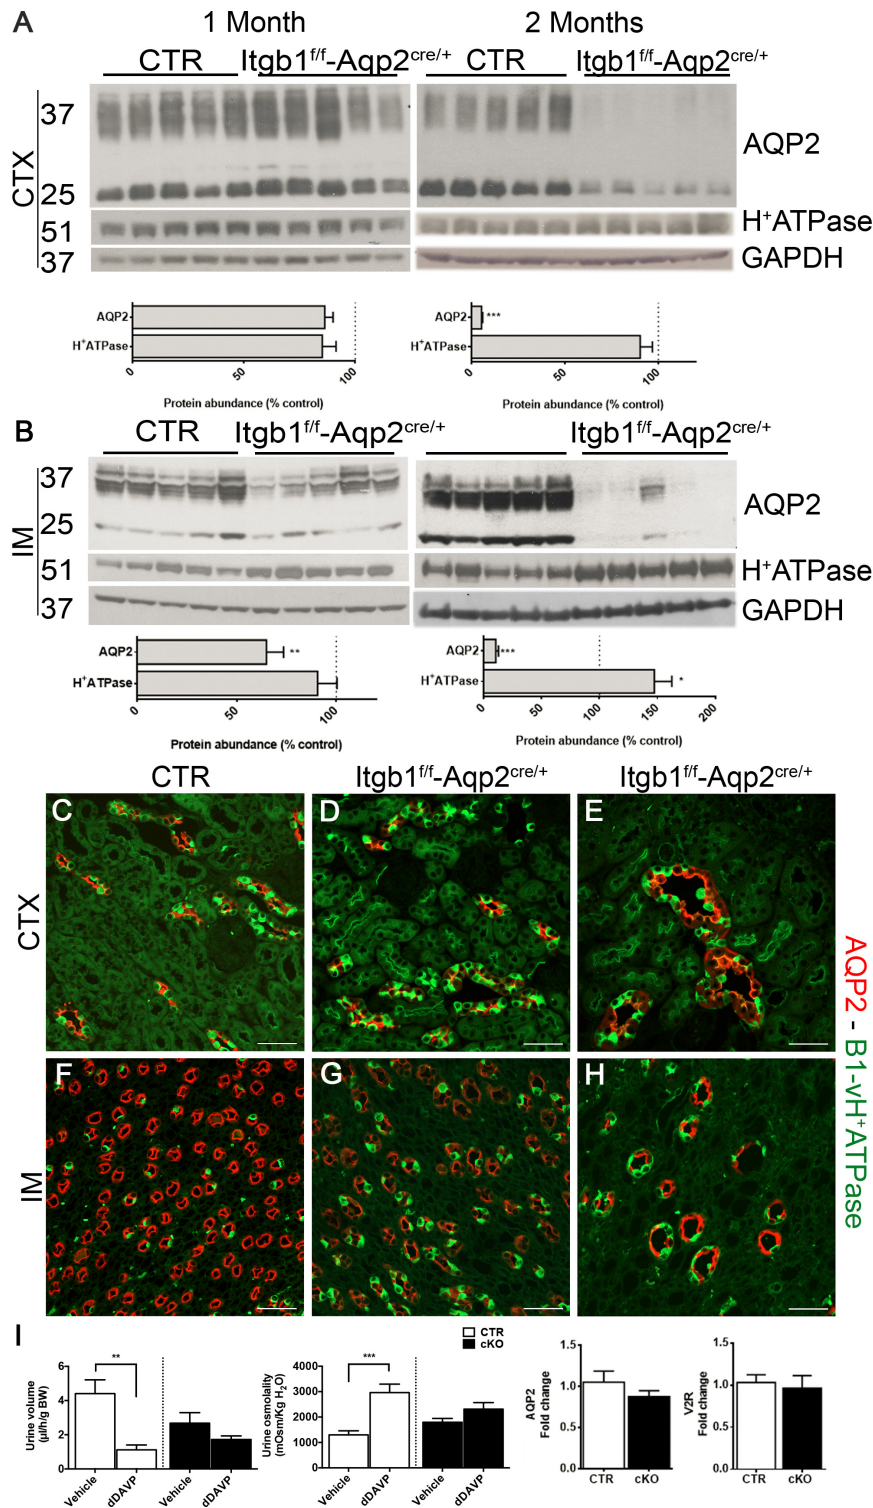 A
1 Month
2 Months
CTR
Itgb1f/f-Aqp2cre/+
CTR
Itgb1f/f-Aqp2cre/+
CTX
37
25
51
37
AQP2
H+ATPase
GAPDH
AQP2
H+ATPase
0
50
100
Protein abundance (% control)
AQP2
***
H+ATPase
0
50
100
Protein abundance (% control)
B
CTR
Itgb1f/f-Aqp2cre/+
Itgb1f/f-Aqp2cre/+
IM
37
25
51
37
AQP2
H+ATPase
GAPDH
AQP2
**
H+ATPase
0
50
100
Protein abundance (% control)
AQP2
***
H+ATPase
*
0
50
100
150
200
Protein abundance (% control)
CTR
Itgb1f/f-Aqp2cre/+
Itgb1f/f-Aqp2cre/+
CTX
C
D
E
IM
F
G
H
AQP2 - B1-vH+ATPase
I
CTR
cKO
Urine volume
(µl/h/g BW)
6
4
2
0
**
Vehicle
dDAVP
Vehicle
dDAVP
Urine osmolality
(mOsm/Kg H2O)
4000
3000
2000
1000
0
***
Vehicle
dDAVP
Vehicle
dDAVP
AQP2
Fold change
1.5
1.0
0.5
0.0
CTR
cKO
V2R
Fold change
1.5
1.0
0.5
0.0
CTR
cKO